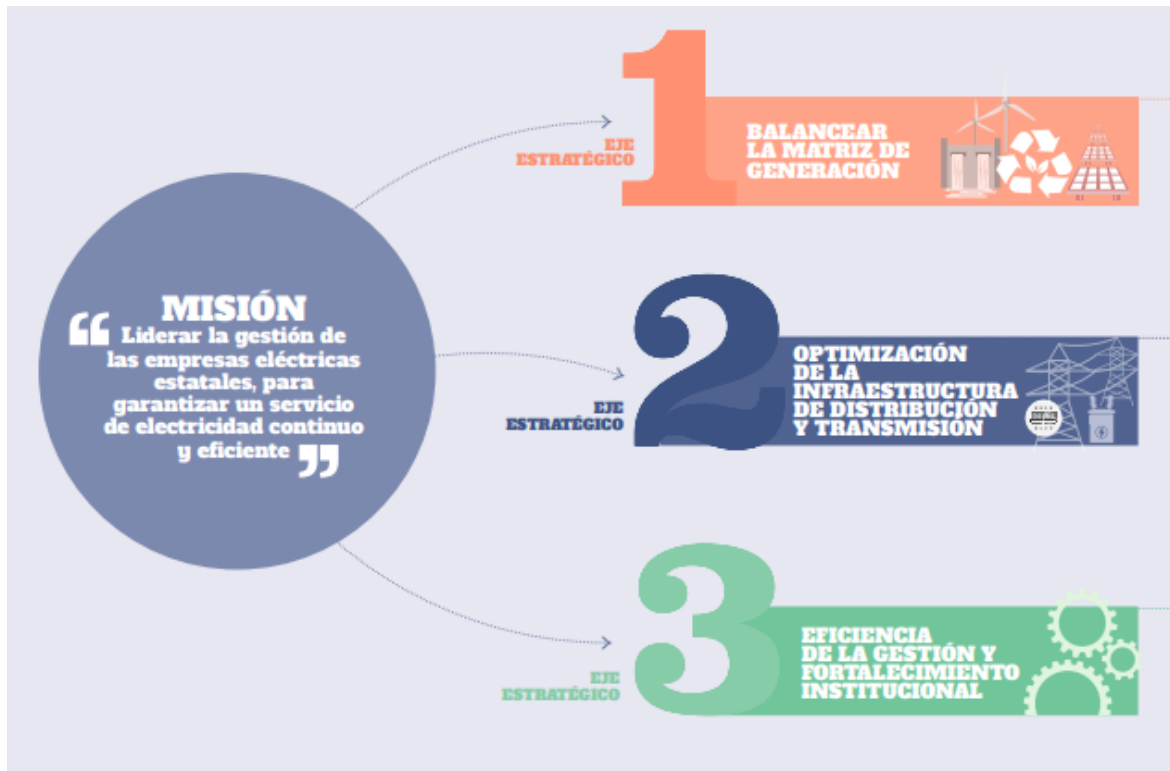 MISIÓN
“ Liderar la gestión de
las empresas eléctricas
estatales, para
garantizar un servicio
de electricidad continuo
y eficiente ”
EJE
ESTRATÉGICO
1
BALANCEAR
LA MATRIZ DE
GENERACIÓN
EJE
ESTRATÉGICO
2
OPTIMIZACIÓN
DE LA
INFRAESTRUCTURA
DE DISTRIBUCIÓN
Y TRANSMISIÓN
EJE
ESTRATÉGICO
3
EFICIENCIA
DE LA GESTIÓN Y
FORTALECIMIENTO
INSTITUCIONAL